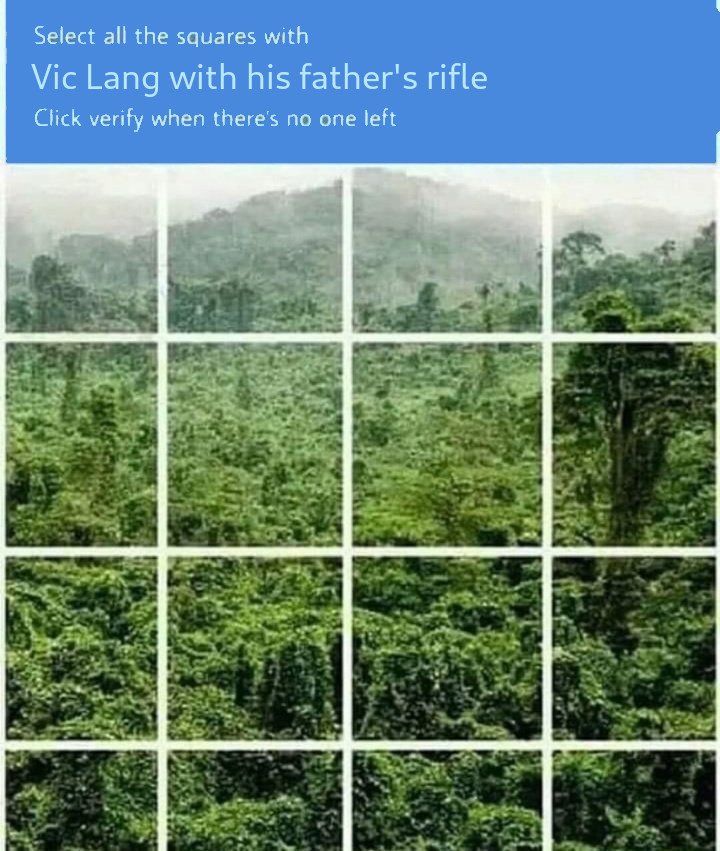 Select all the squares with
Vic Lang with his father's rifle
Click verify when there's no one left